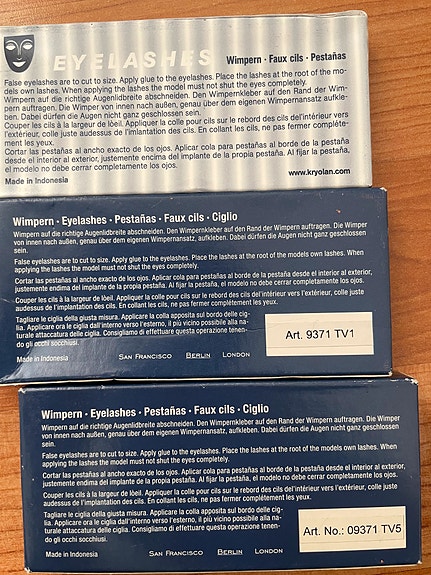 EYELASHES Wimpern · Faux cils · Pestañas
False eyelashes are to cut to size. Apply glue to the eyelashes. Place the lashes at the root of the mo-
dels own lashes. When applying the lashes the model must not shut the eyes completely.
Wimpern auf die richtige Augenlidbreite abschneiden. Den Wimpernkleber auf den Rand der Wim-
pern auftragen. Die Wimper von innen nach außen, genau über dem eigenen Wimpernansatz aufkle-
ben. Dabei dürfen die Augen nicht ganz geschlossen
sein.
Couper les cils à la largeur de lóeil. Appliquer la colle pour cils sur le rebord des cils del'intérieur vers
l'extérieur, colle juste audessus de l'implantation des cils. En collant les cils, ne pas fermer complète-
ment les yeux.
Cortar las pestañas al ancho exacto de los ojos. Aplicar cola para pestañas al borde de la pestaña
desde el interior al exterior, justemente encima del implante de la propia pestaña. Al fijar la pestaña,
el modelo no debe cerrar completamente los ojos.
Made in Indonesia www.kryolan.com
Wimpern · Eyelashes · Pestañas · Faux cils · Ciglio
Wimpern auf die richtige Augenlidbreite abschneiden. Den Wimpernkleber auf den Rand der Wimpern auftragen. Die Wimper
von innen nach außen, genau über dem eigenen Wimpernansatz, aufkleben. Dabei dürfen die Augen nicht ganz geschlossen
sein.
False eyelashes are to cut to size. Apply glue to the eyelashes. Place the lashes at the root of the models own lashes. When
applying the lashes the model must not shut the eyes completely.
Cortar las pestañas al ancho exacto de los ojos. Aplicar cola para pestañas al borde de la pestaña desde el interior al exterior,
justemente endima del implante de la propia pestaña. Al fijar la pestaña, el modelo no debe cerrar completamente los ojos.
Couper les cils à la largeur de lòeil. Appliquer la colle pour cils sur le rebord des cils del'intérieur vers l'extérieur, colle juste
audessus de l'implantation des cils. En collant les cils, ne pas fermer complètement les yeux.
Tagliare le ciglia della giusta misura. Applicare la colla apposita sul bordo delle cig-
lia. Applicare ora le ciglia dall'interno verso l'esterno, il più vicino possibile alla na-
turale attaccatura delle ciglia. Consigliamo di effettuare questa operazione tenen-
do gli occhi socchiusi.
Art. 9371 TV1
Made in Indonesia SAN FRANCISCO BERLIN LONDON
Wimpern · Eyelashes · Pestañas · Faux cils · Ciglio
Wimpern auf die richtige Augenlidbreite abschneiden. Den Wimpernkleber auf den Rand der Wimpern auftragen. Die Wimper
von innen nach außen, genau über dem eigenen Wimpernansatz, aufkleben. Dabei dürfen die Augen nicht ganz geschlossen
sein.
False eyelashes are to cut to size. Apply glue to the eyelashes. Place the lashes at the root of the models own lashes. When
applying the lashes the model must not shut the eyes completely.
Cortar las pestañas al ancho exacto de los ojos. Aplicar cola para pestañas al borde de la pestaña desde el interior al exterior,
justemente endima del implante de la propia pestaña. Al fijar la pestaña, el modelo no debe cerrar completamente los ojos.
Couper les cils à la largeur de lòeil. Appliquer la colle pour cils sur le rebord des cils del'intérieur vers l'extérieur, colle juste
audessus de l'implantation des cils. En collant les cils, ne pas fermer complètement les yeux.
Tagliare le ciglia della giusta misura. Applicare la colla apposita sul bordo delle cig-
lia. Applicare ora le ciglia dall'interno verso l'esterno, il più vicino possibile alla na-
turale attaccatura delle ciglia. Consigliamo di effettuare questa operazione tenen-
do gli occhi socchiusi.
Art. No.: 09371 TV5
Made in Indonesia SAN FRANCISCO BERLIN LONDON